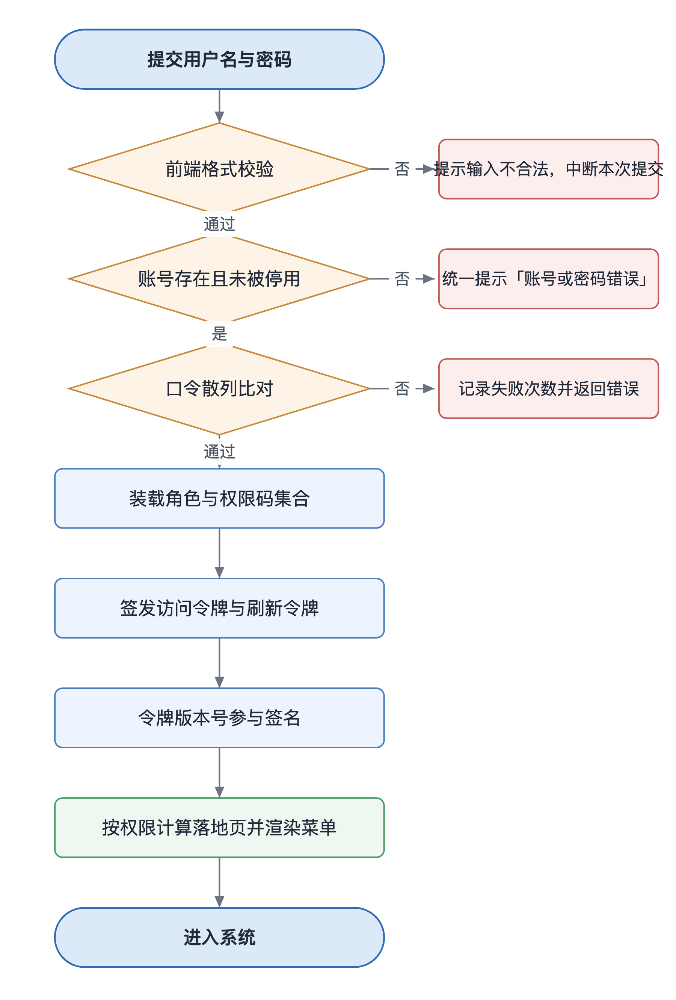 提交用户名与密码
前端格式校验
否
提示输入不合法，中断本次提交
通过
账号存在且未被停用
否
统一提示「账号或密码错误」
是
口令散列比对
否
记录失败次数并返回错误
通过
装载角色与权限码集合
签发访问令牌与刷新令牌
令牌版本号参与签名
按权限计算落地页并渲染菜单
进入系统